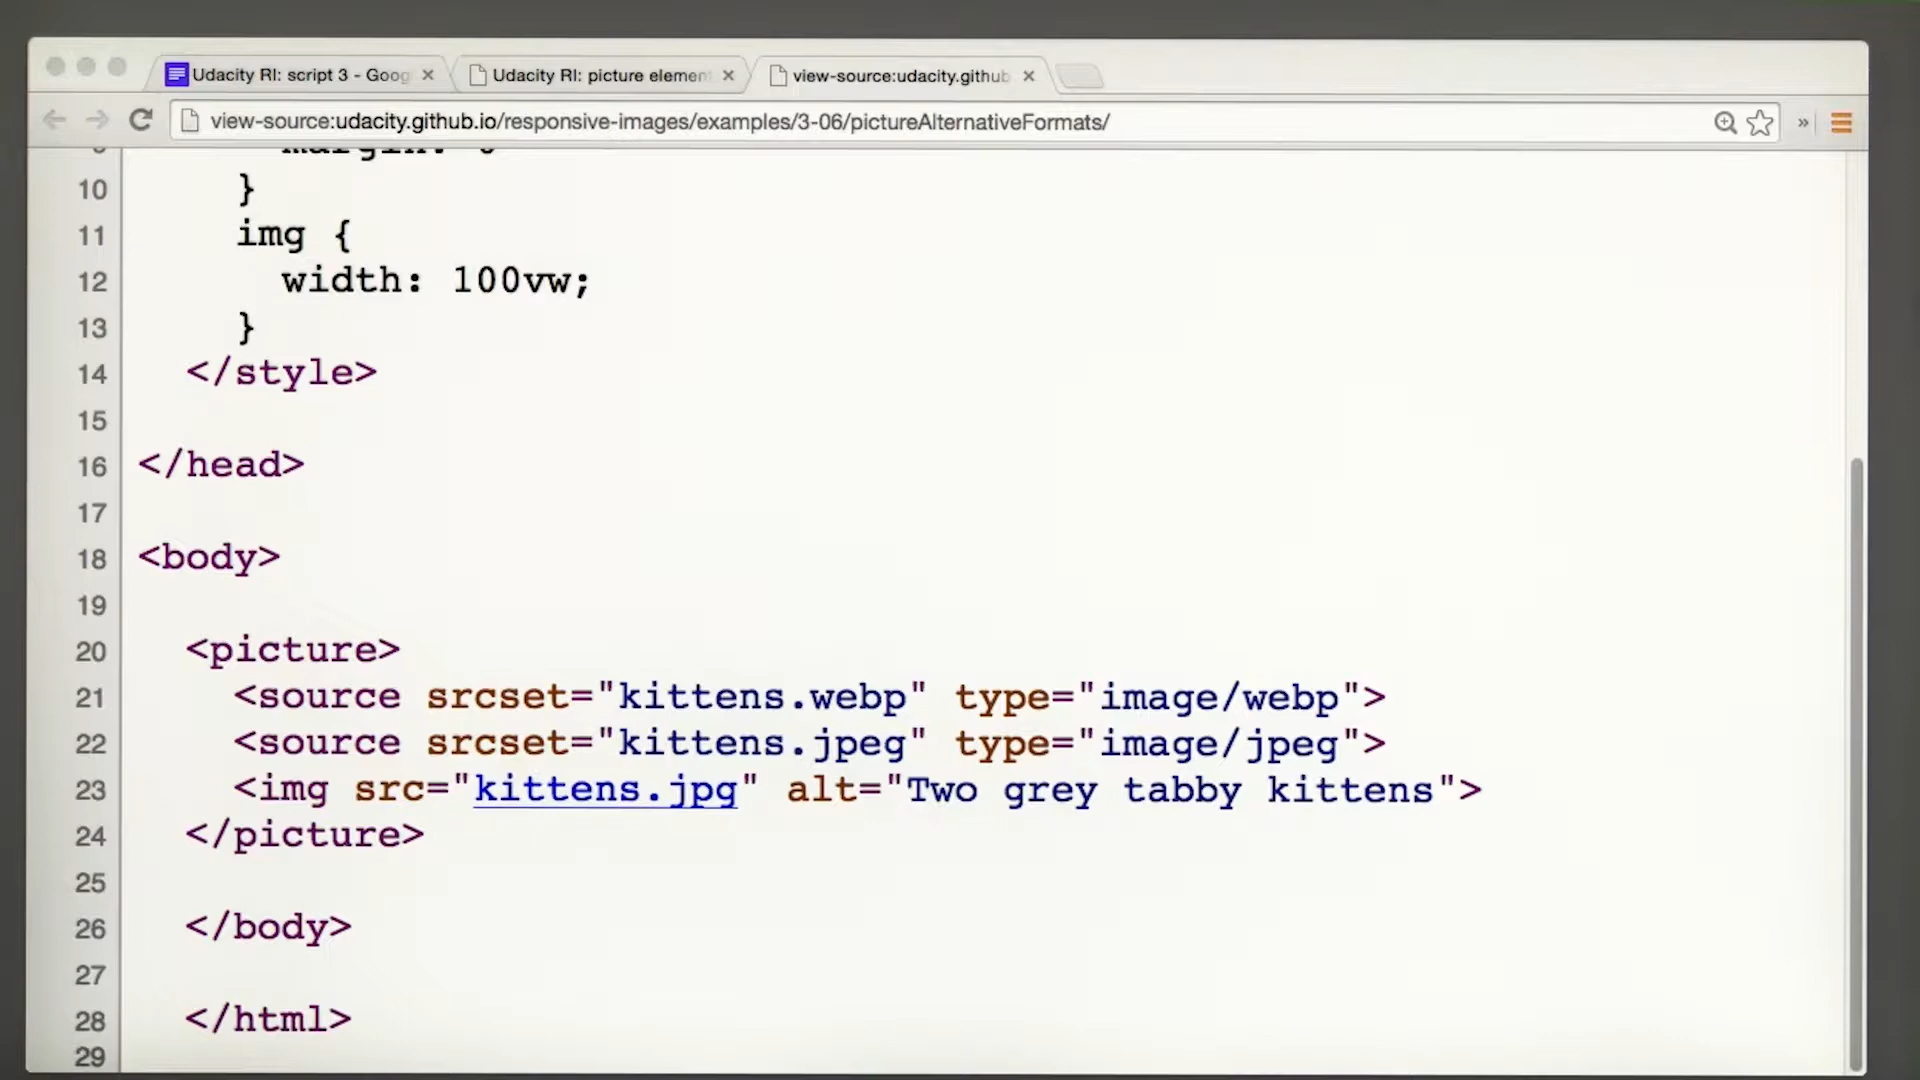 Udacity RI: script 3 - Goog
Udacity RI: picture elemen
view-source:udacity.github
view-source:udacity.github.io/responsive-images/examples/3-06/pictureAlternativeFormats/
»
10 }
11 img {
12 width: 100vw;
13 }
14 </style>
15
16 </head>
17
18 <body>
19
20 <picture>
21 <source srcset="kittens.webp" type="image/webp">
22 <source srcset="kittens.jpeg" type="image/jpeg">
23 <img src="kittens.jpg" alt="Two grey tabby kittens">
24 </picture>
25
26 </body>
27
28 </html>
29